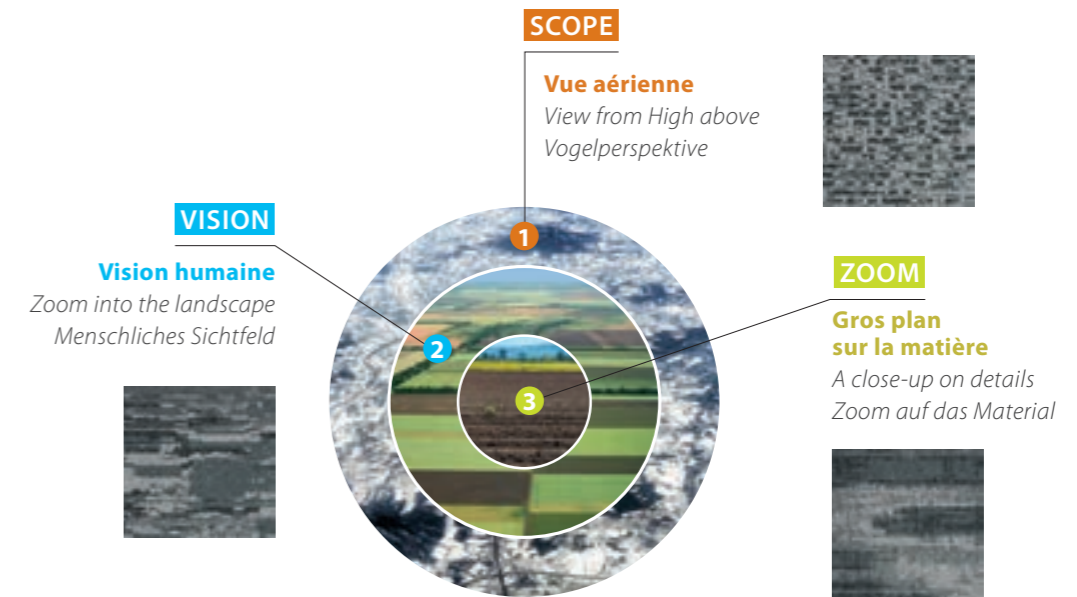 SCOPE
Vue aérienne
View from High above
Vogelperspektive
1
VISION
Vision humaine
Zoom into the landscape
Menschliches Sichtfeld
2
ZOOM
Gros plan
sur la matière
A close-up on details
Zoom auf das Material
3